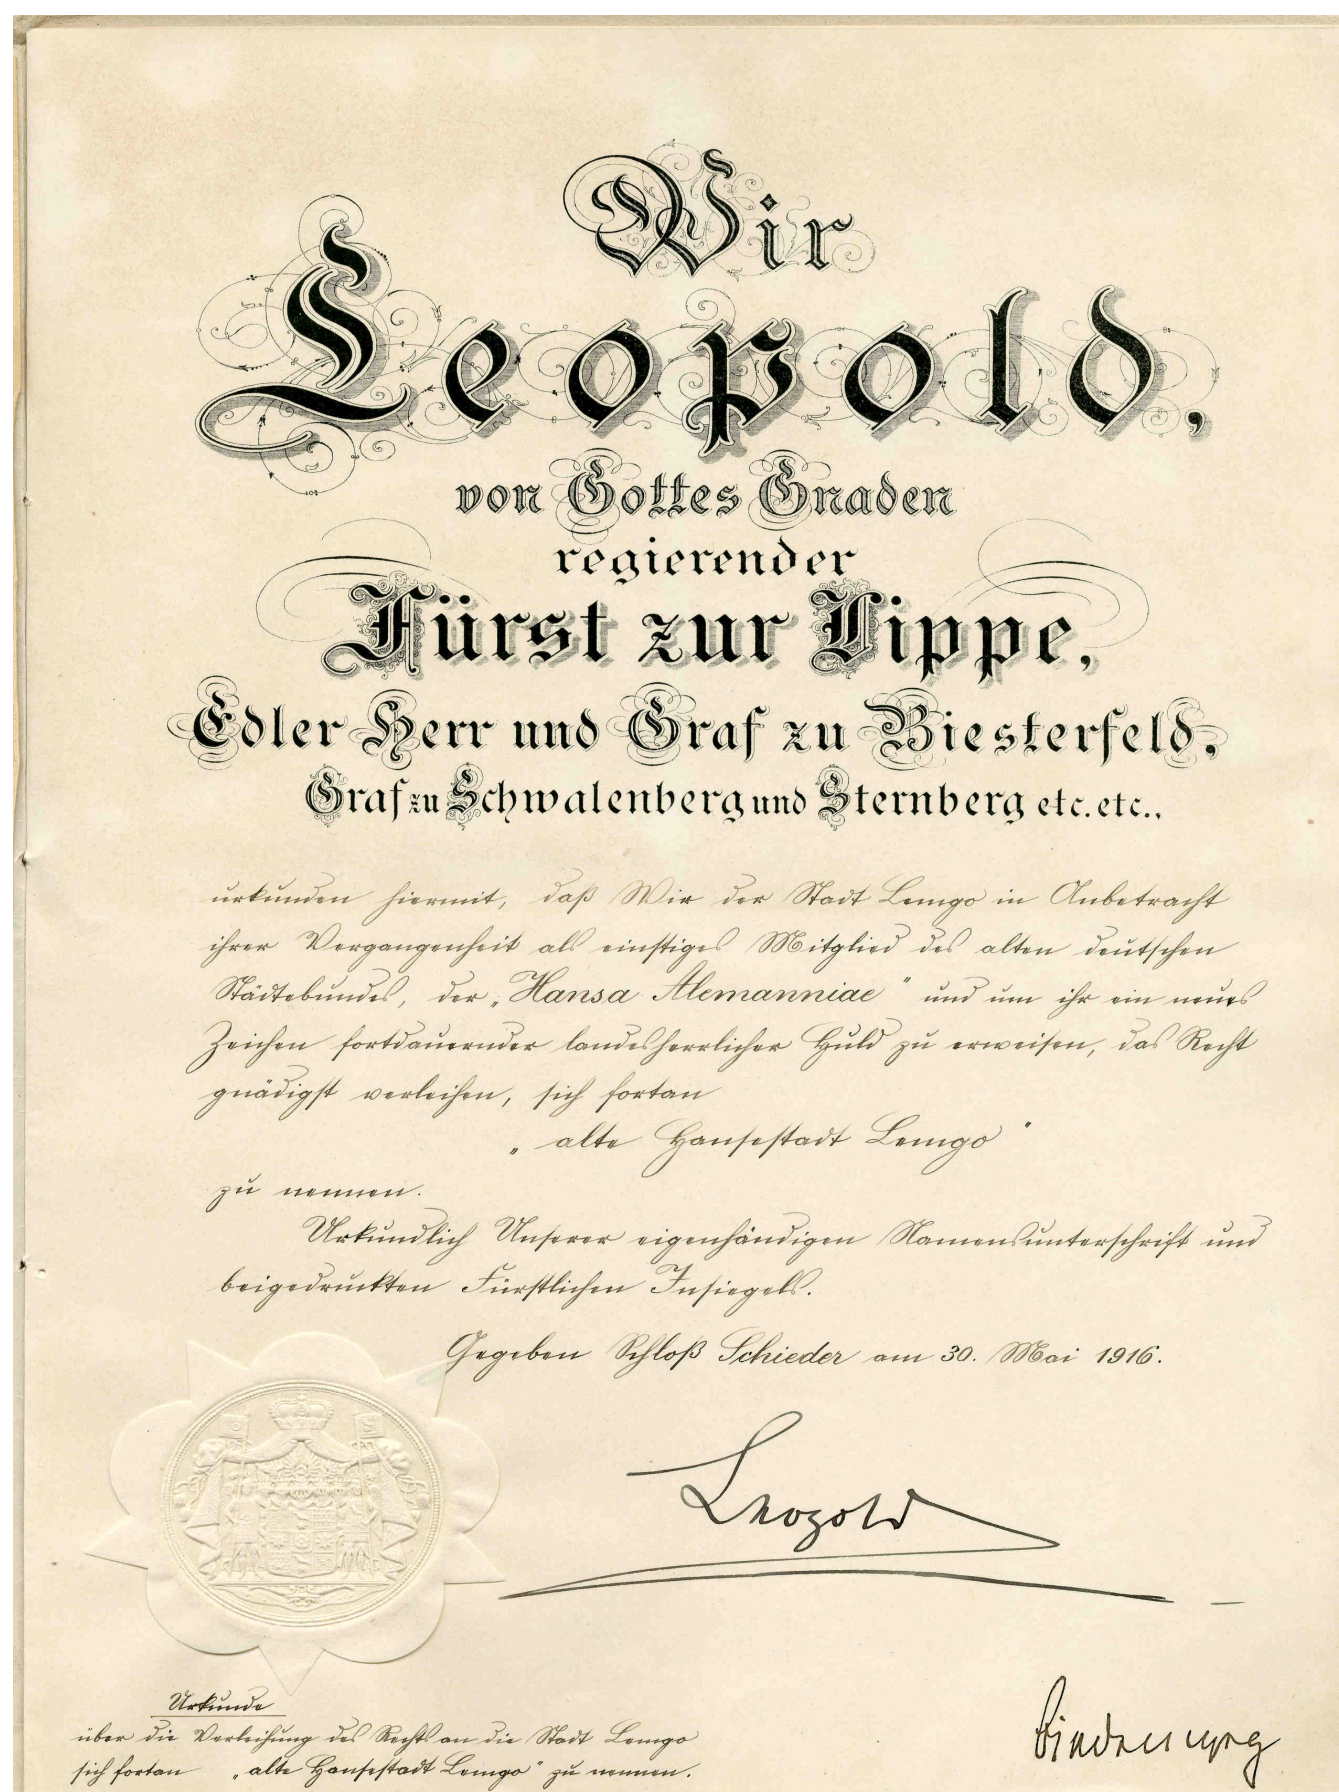 Wir
Leopold,
von Gottes Gnaden
regierender
Fürst zur Lippe,
Edler Herr und Graf zu Biesterfeld,
Graf zu Schwalenberg und Sternberg etc. etc.,
urkunden hiermit, daß Wir der Stadt Lemgo in Anbetracht
ihrer Vergangenheit als einstiges Mitglied des alten deutschen
Städtebundes, der „Hansa Alemanniae“ und um ihr ein neues
Zeichen fortdauernder landesherrlicher Huld zu erweisen, das Recht
gnädigst verleihen, sich fortan
„alte Hansestadt Lemgo“
zu nennen.
Urkundlich Unserer eigenhändigen Namensunterschrift und
beigedruckten Fürstlichen Insiegels.
Gegeben Schloß Schieder am 30. Mai 1916.
Leopold
Urkunde
über die Verleihung des Rechts an die Stadt Lemgo
sich fortan „alte Hansestadt Lemgo“ zu nennen.